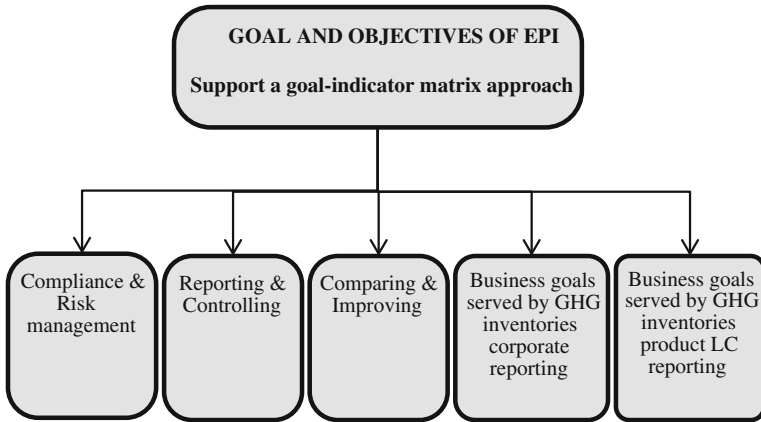 GOAL AND OBJECTIVES OF EPI
Support a goal-indicator matrix approach
Compliance &
Risk
management
Reporting &
Controlling
Comparing &
Improving
Business goals
served by GHG
inventories
corporate
reporting
Business goals
served by GHG
inventories
product LC
reporting